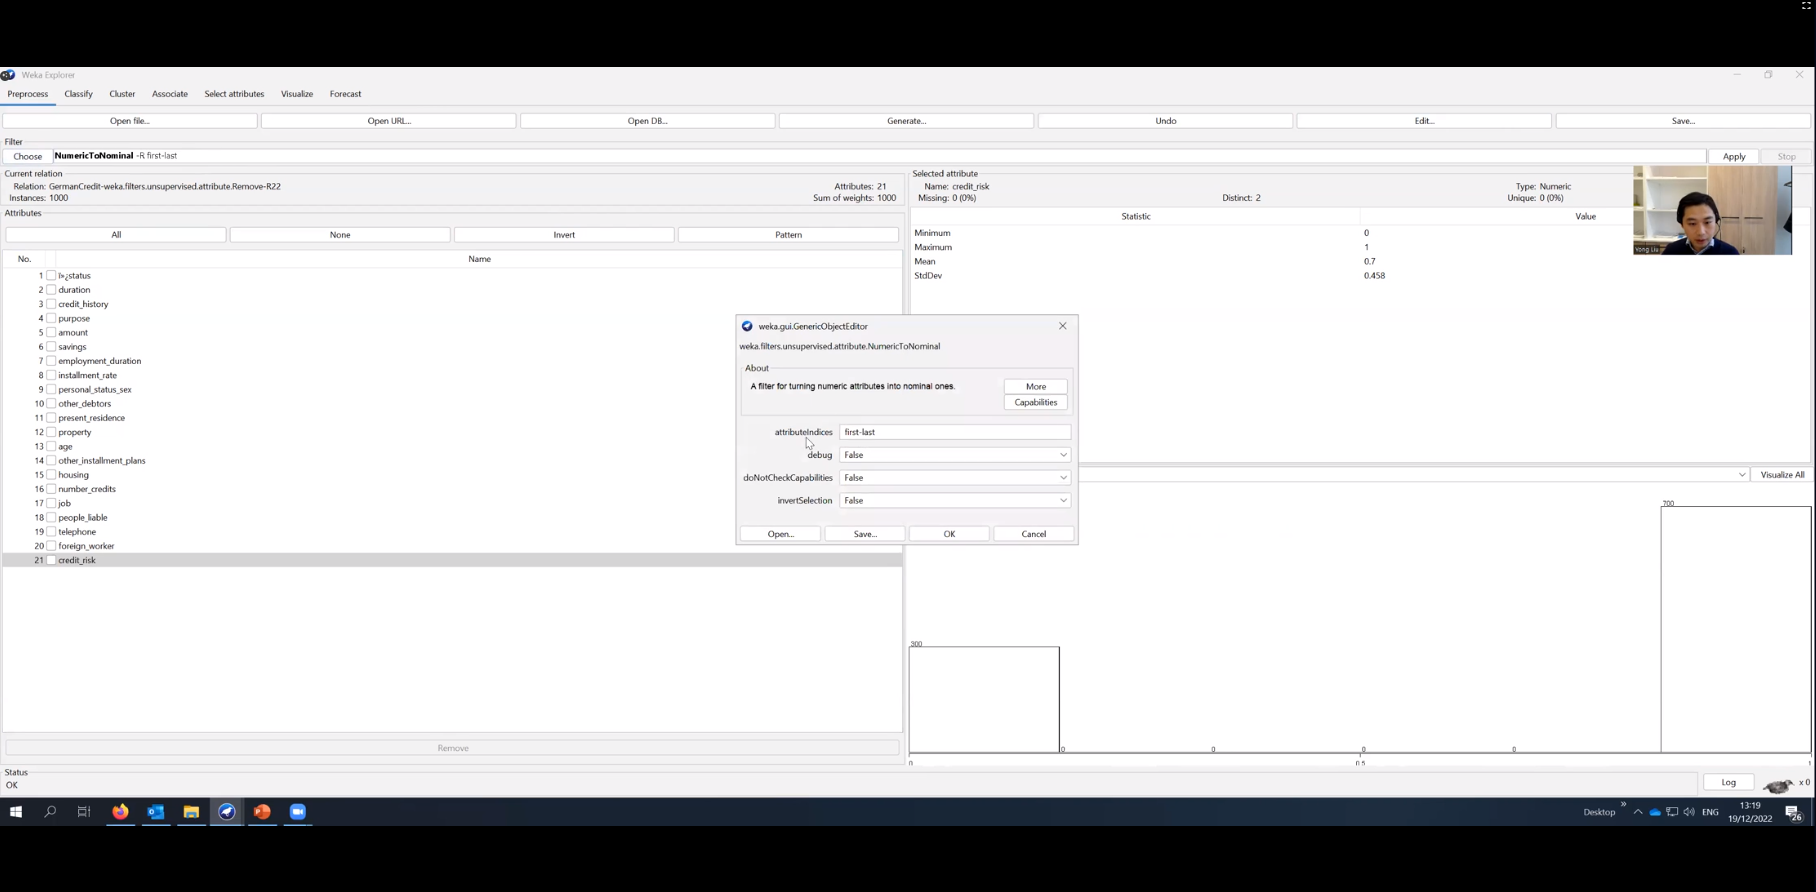 Weka Explorer
Preprocess Classify Cluster Associate Select attributes Visualize Forecast
Open file... Open URL... Open DB... Generate... Undo Edit... Save...
Filter
Choose NumericToNominal -R first-last Apply Stop
Current relation
Relation: GermanCredit-weka.filters.unsupervised.attribute.Remove-R22 Attributes: 21
Instances: 1000 Sum of weights: 1000
Selected attribute
Name: credit_risk Type: Numeric
Missing: 0 (0%) Distinct: 2 Unique: 0 (0%)
Attributes
All None Invert Pattern
No. Name
1 ï»¿status
2 duration
3 credit_history
4 purpose
5 amount
6 savings
7 employment_duration
8 installment_rate
9 personal_status_sex
10 other_debtors
11 present_residence
12 property
13 age
14 other_installment_plans
15 housing
16 number_credits
17 job
18 people_liable
19 telephone
20 foreign_worker
21 credit_risk
Remove
Statistic Value
Minimum 0
Maximum 1
Mean 0.7
StdDev 0.458
Yong Liu
weka.gui.GenericObjectEditor
weka.filters.unsupervised.attribute.NumericToNominal
About
A filter for turning numeric attributes into nominal ones. More
Capabilities
attributeIndices first-last
debug False
doNotCheckCapabilities False
invertSelection False
Open... Save... OK Cancel
Visualize All
700
300
0 0 0 0
0 0.5 1
Status
OK
Log x 0
Desktop ENG 13:19
19/12/2022 26